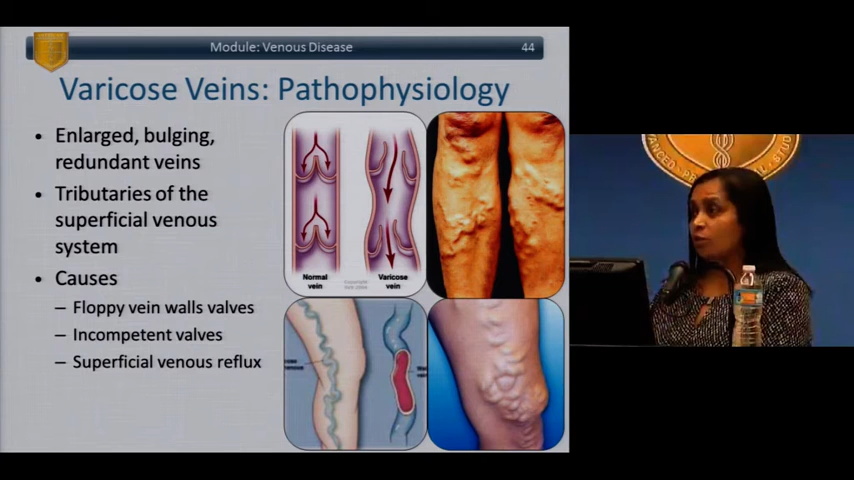 Module: Venous Disease
44
Varicose Veins: Pathophysiology
• Enlarged, bulging,
redundant veins
• Tributaries of the
superficial venous
system
• Causes
– Floppy vein walls valves
– Incompetent valves
– Superficial venous reflux
Normal
vein
Varicose
vein